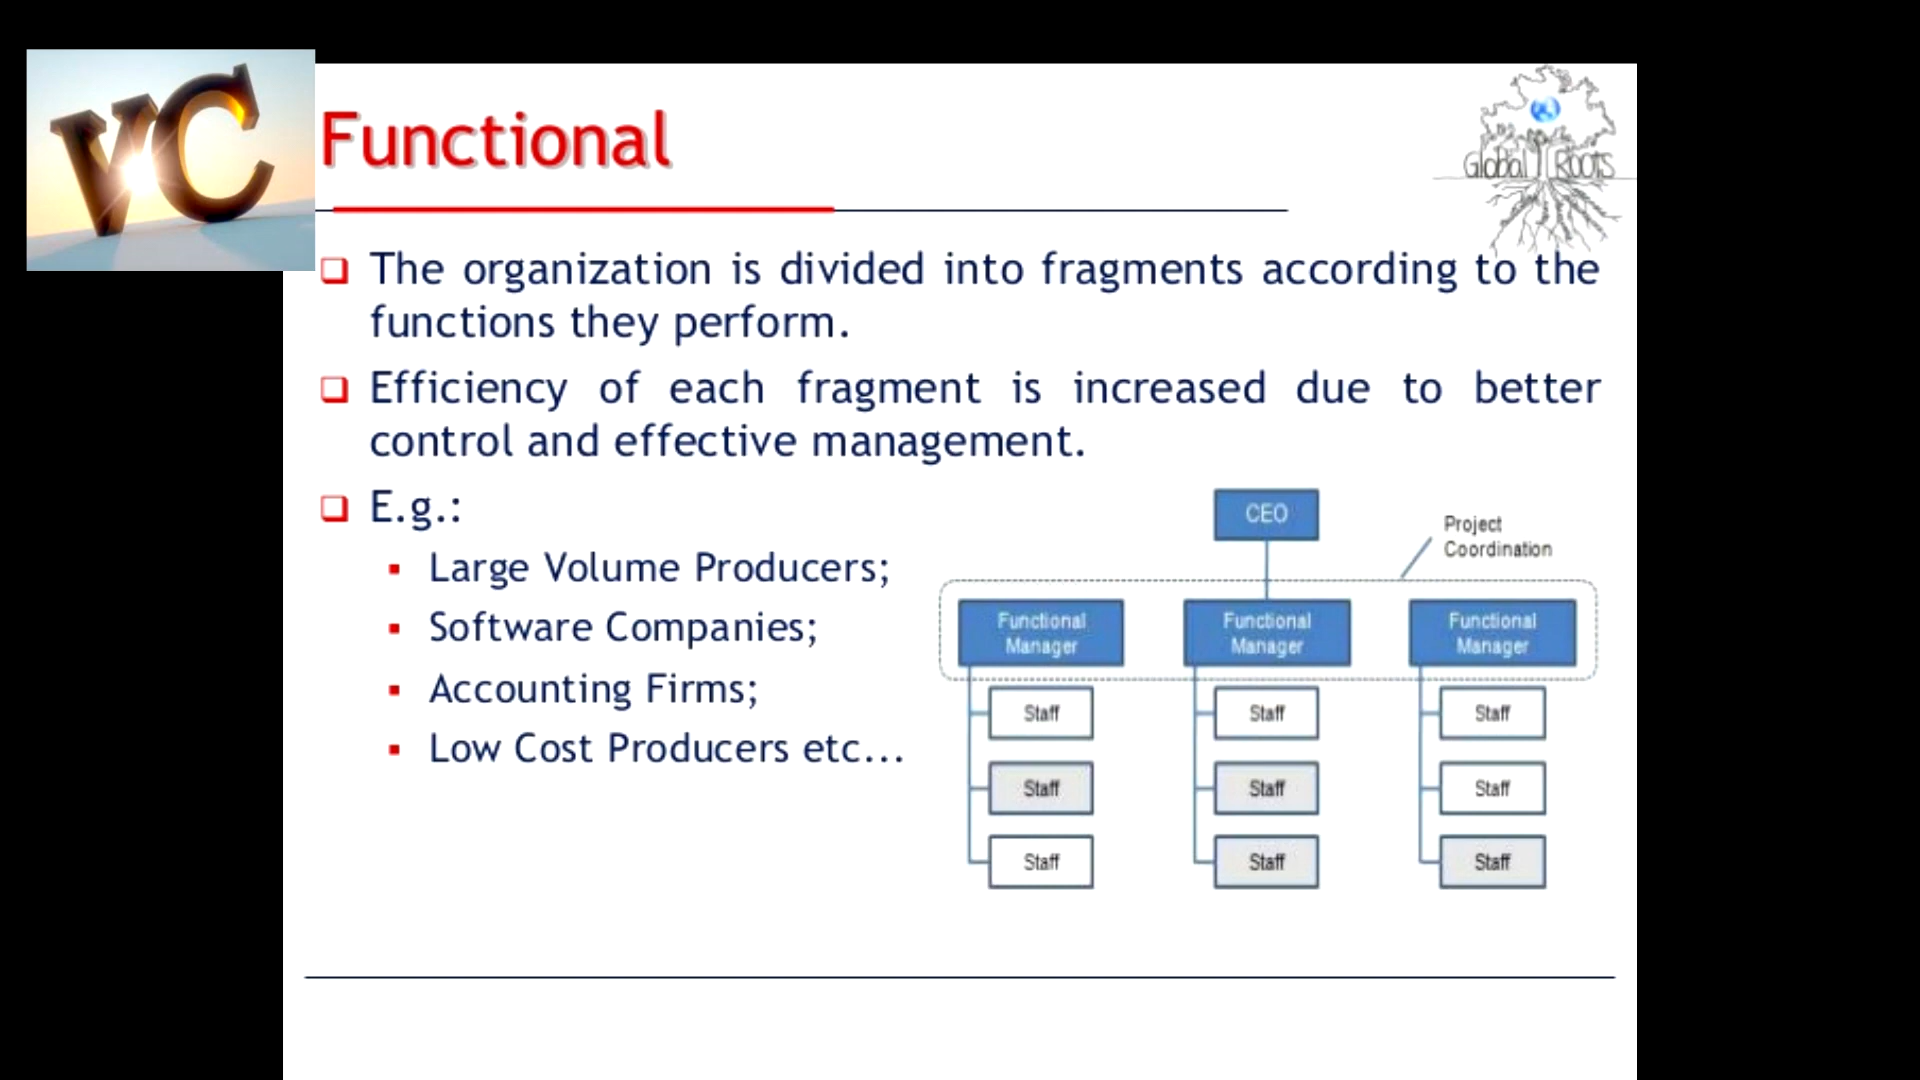 VC
Functional
Global Roots
The organization is divided into fragments according to the
functions they perform.
Efficiency of each fragment is increased due to better
control and effective management.
E.g.:
Large Volume Producers;
Software Companies;
Accounting Firms;
Low Cost Producers etc...
CEO
Project
Coordination
Functional
Manager
Functional
Manager
Functional
Manager
Staff
Staff
Staff
Staff
Staff
Staff
Staff
Staff
Staff